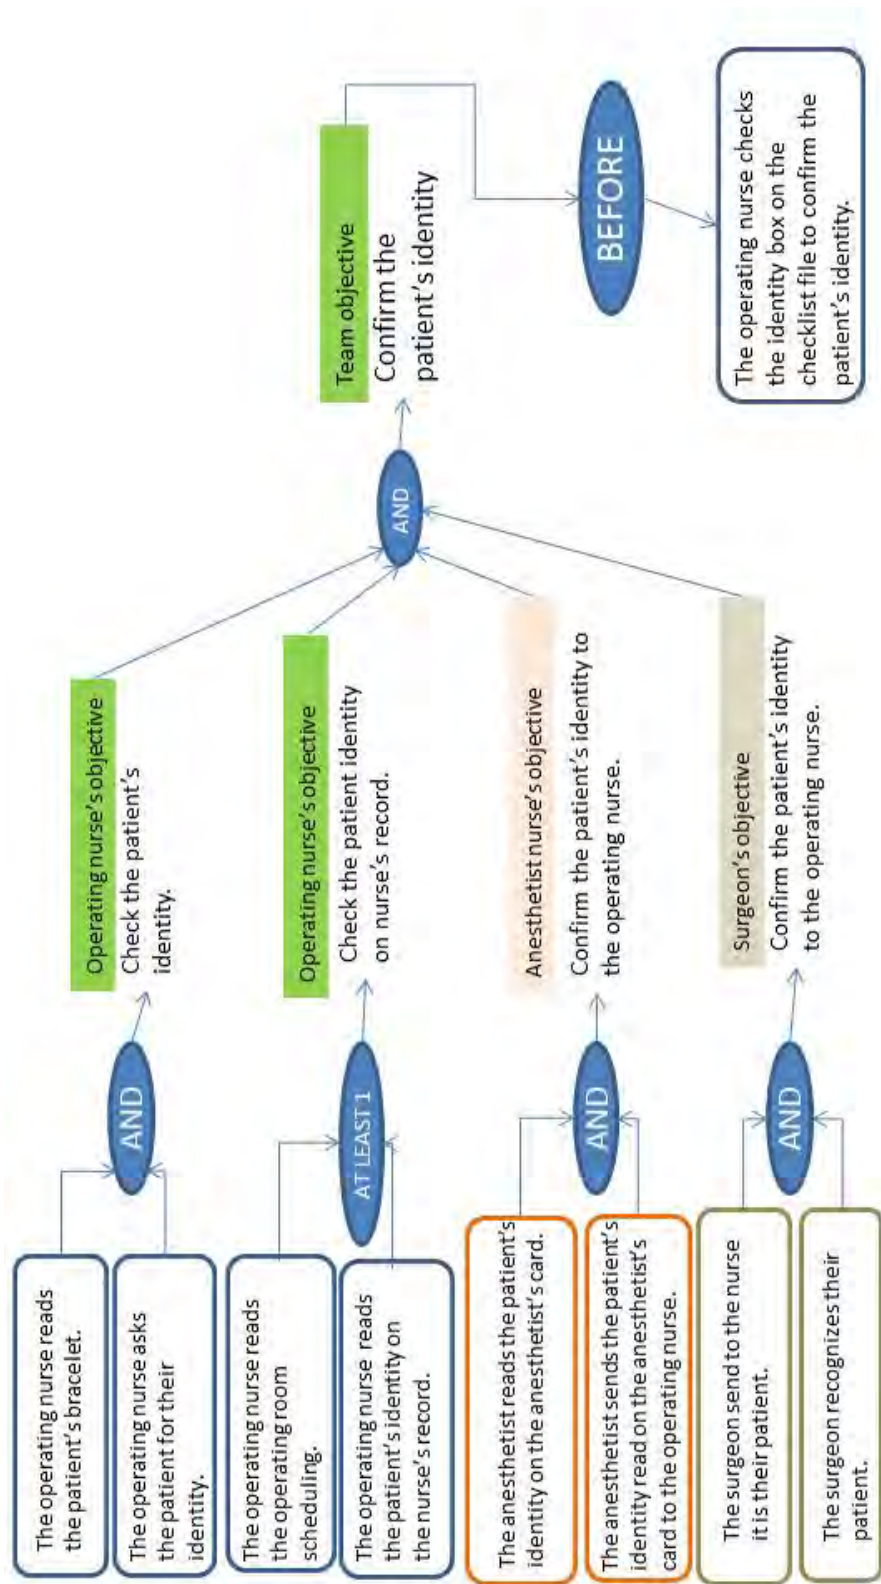 The operating nurse reads
the patient's bracelet.
The operating nurse asks
the patient for their
identity.
AND
Operating nurse's objective
Check the patient's
identity.
The operating nurse reads
the operating room
scheduling.
The operating nurse reads
the patient's identity on
the nurse's record.
AT LEAST 1
Operating nurse's objective
Check the patient identity
on nurse's record.
The anesthetist reads the patient's
identity on the anesthetist's card.
The anesthetist sends the patient's
identity read on the anesthetist's
card to the operating nurse.
AND
Anesthetist nurse's objective
Confirm the patient's identity to
the operating nurse.
The surgeon send to the nurse
it is their patient.
The surgeon recognizes their
patient.
AND
Surgeon's objective
Confirm the patient's identity
to the operating nurse.
AND
Team objective
Confirm the
patient's identity
BEFORE
The operating nurse checks
the identity box on the
checklist file to confirm the
patient's identity.